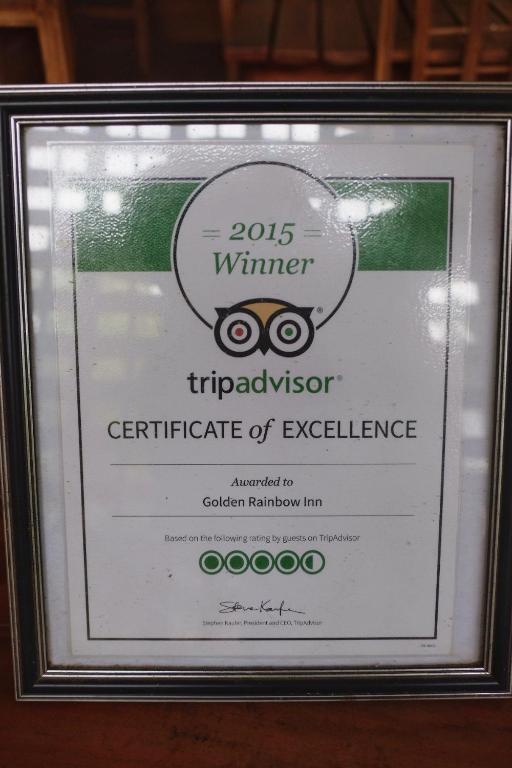 = 2015 =
Winner
®
tripadvisor®
CERTIFICATE of EXCELLENCE
Awarded to
Golden Rainbow Inn
Based on the following rating by guests on TripAdvisor
Stephen Kaufer, President and CEO, TripAdvisor